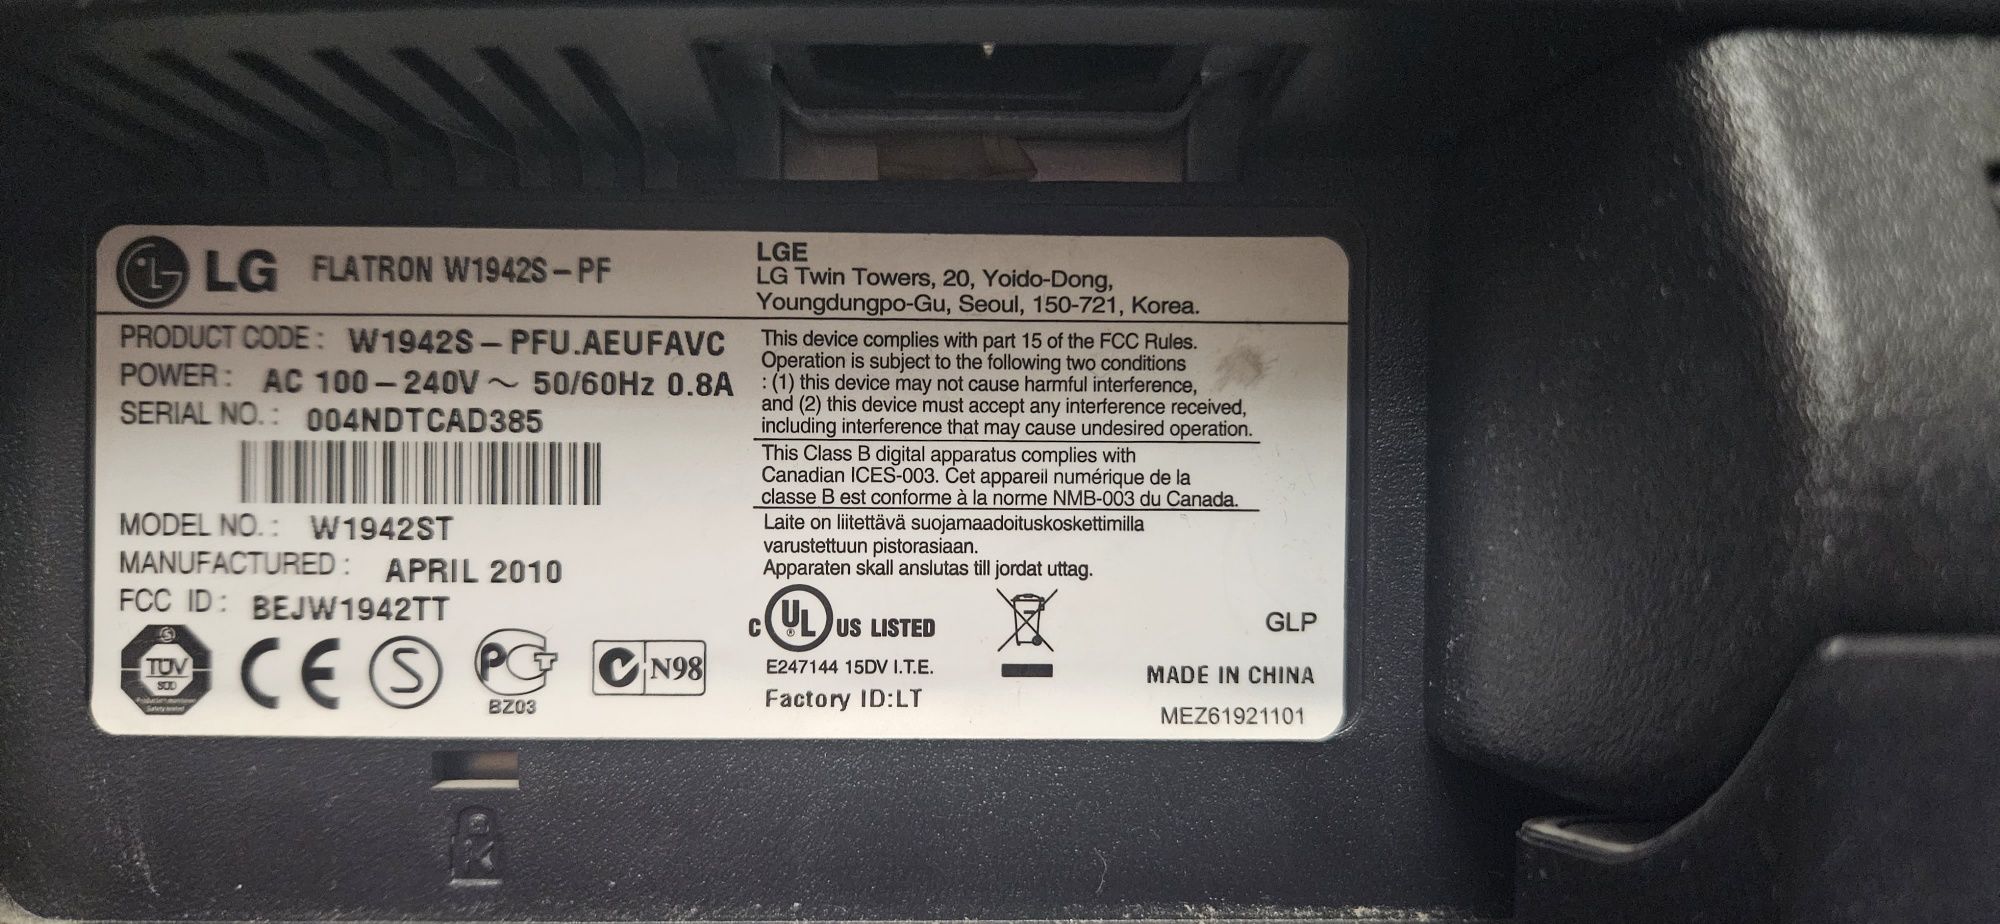 LG FLATRON W1942S-PF
LGE
LG Twin Towers, 20, Yoido-Dong,
Youngdungpo-Gu, Seoul, 150-721, Korea.
PRODUCT CODE: W1942S-PFU.AEUFAVC
POWER: AC 100-240V~ 50/60Hz 0.8A
SERIAL NO.: 004NDTCAD385
MODEL NO.: W1942ST
MANUFACTURED: APRIL 2010
FCC ID: BEJW1942TT
TÜV
SÜD
CE
S
PCT
BZ03
N98
This device complies with part 15 of the FCC Rules.
Operation is subject to the following two conditions
: (1) this device may not cause harmful interference,
and (2) this device must accept any interference received,
including interference that may cause undesired operation.
This Class B digital apparatus complies with
Canadian ICES-003. Cet appareil numérique de la
classe B est conforme à la norme NMB-003 du Canada.
Laite on liitettävä suojamaadoituskoskettimilla
varustettuun pistorasiaan.
Apparaten skall anslutas till jordat uttag.
C UL® US LISTED
E247144 15DV I.T.E.
Factory ID:LT
GLP
MADE IN CHINA
MEZ61921101